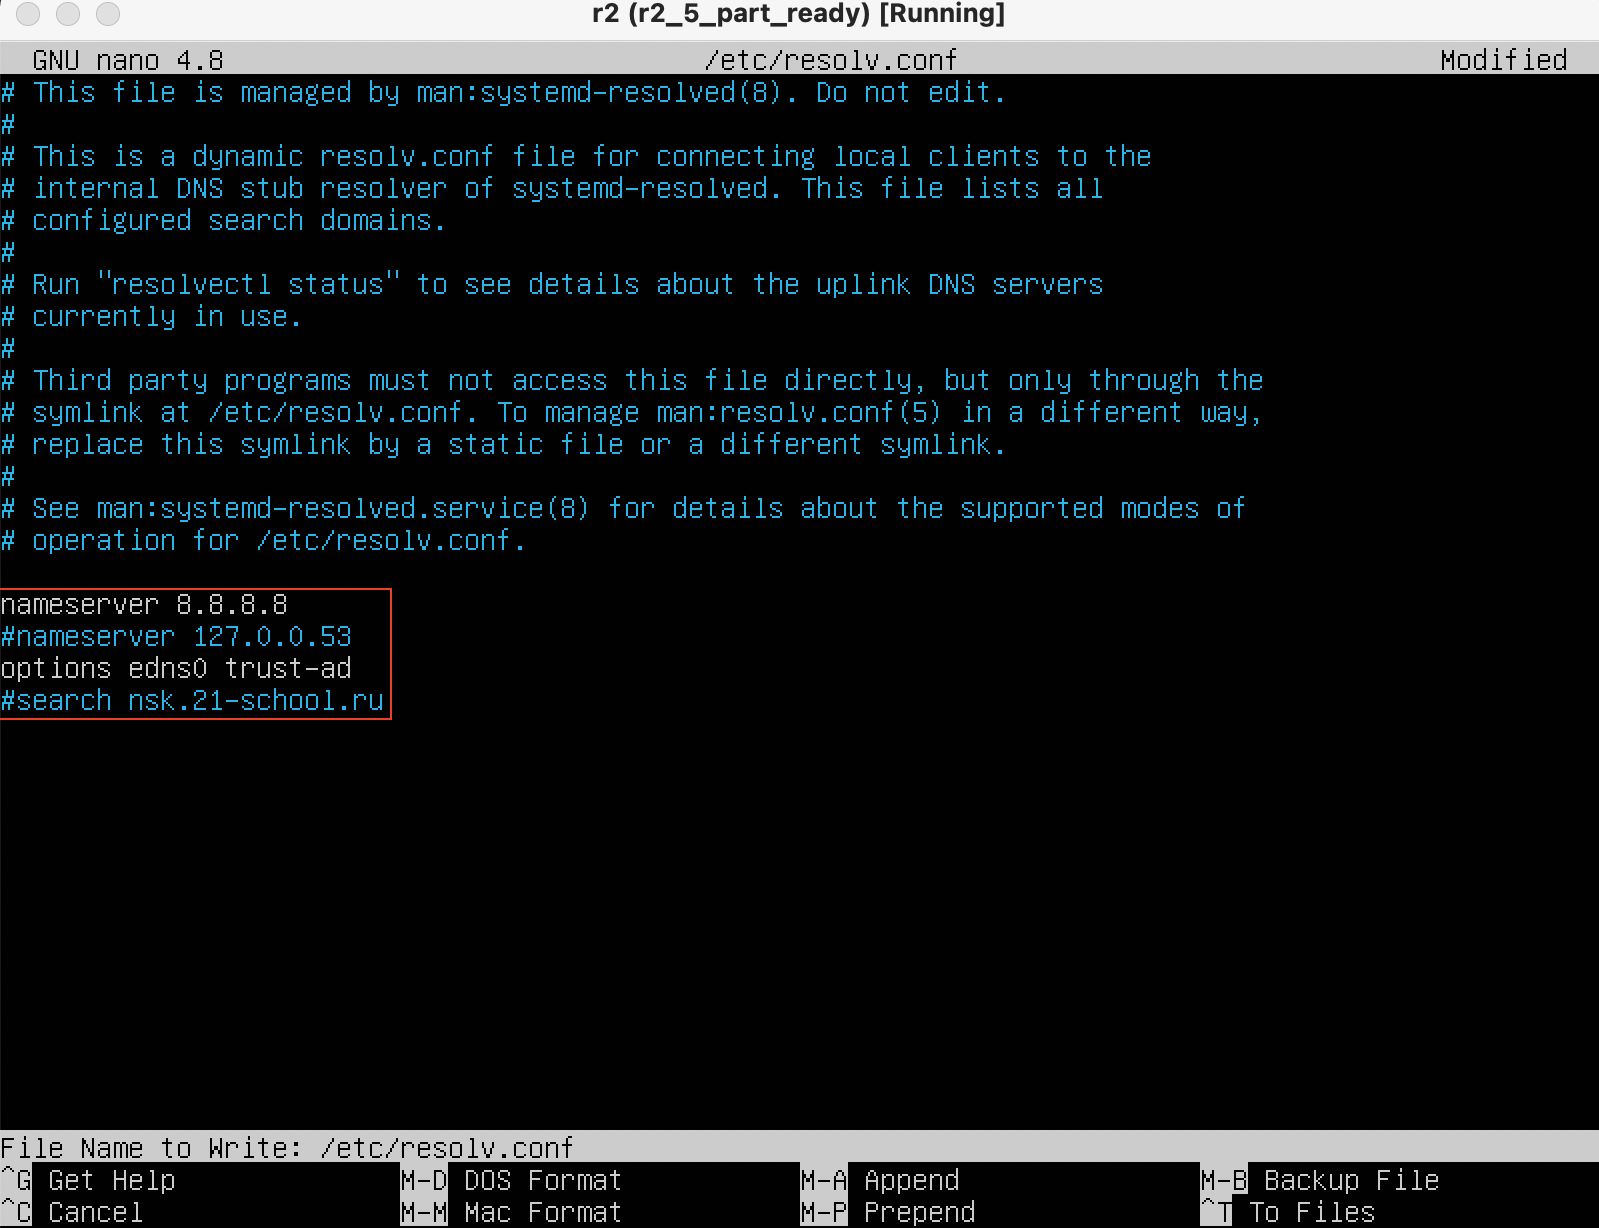 r2 (r2_5_part_ready) [Running]
GNU nano 4.8 /etc/resolv.conf Modified
# This file is managed by man:systemd-resolved(8). Do not edit.
#
# This is a dynamic resolv.conf file for connecting local clients to the
# internal DNS stub resolver of systemd-resolved. This file lists all
# configured search domains.
#
# Run "resolvectl status" to see details about the uplink DNS servers
# currently in use.
#
# Third party programs must not access this file directly, but only through the
# symlink at /etc/resolv.conf. To manage man:resolv.conf(5) in a different way,
# replace this symlink by a static file or a different symlink.
#
# See man:systemd-resolved.service(8) for details about the supported modes of
# operation for /etc/resolv.conf.
nameserver 8.8.8.8
#nameserver 127.0.0.53
options edns0 trust-ad
#search nsk.21-school.ru
File Name to Write: /etc/resolv.conf
^G Get Help M-D DOS Format M-A Append M-B Backup File
^C Cancel M-M Mac Format M-P Prepend ^T To Files